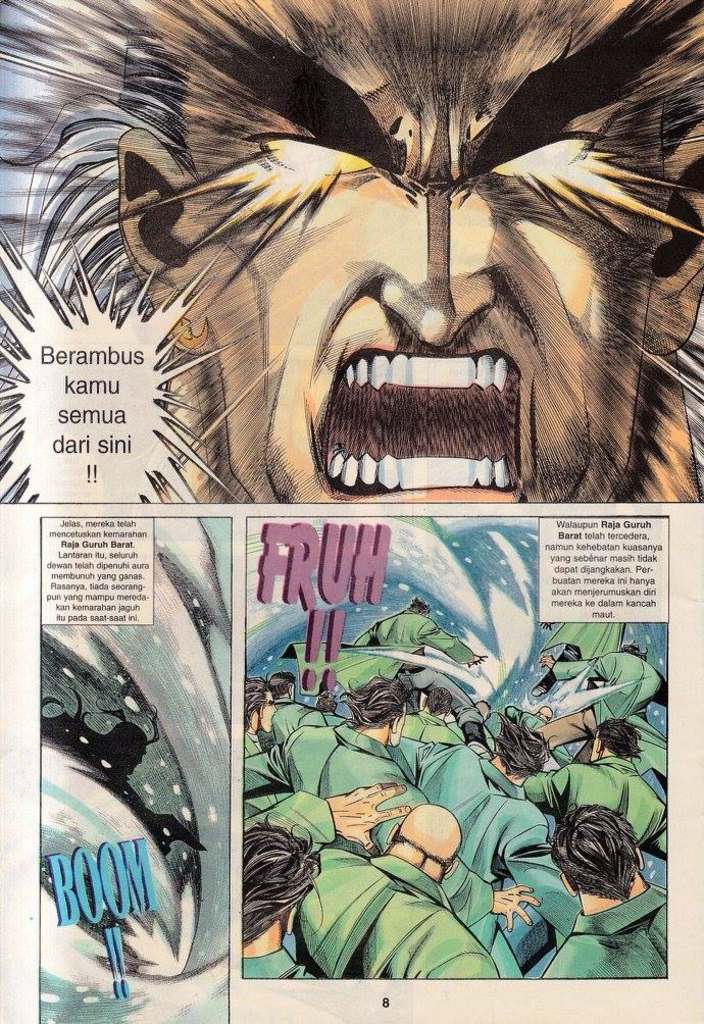 Berambus
kamu
semua
dari sini
!!
Jelas, mereka telah
mencetuskan kemarahan
Raja Guruh Barat.
Lantaran itu, seluruh
dewan telah dipenuhi aura
membunuh yang ganas.
Rasanya, tiada seorang-
pun yang mampu mereda-
kan kemarahan jaguh
itu pada saat-saat ini.
FRUH
!!
Walaupun Raja Guruh
Barat telah tercedera,
namun kehebatan kuasanya
yang sebenar masih tidak
dapat dijangkakan. Per-
buatan mereka ini hanya
akan menjerumuskan diri
mereka ke dalam kancah
maut.
BOOM
!!
8